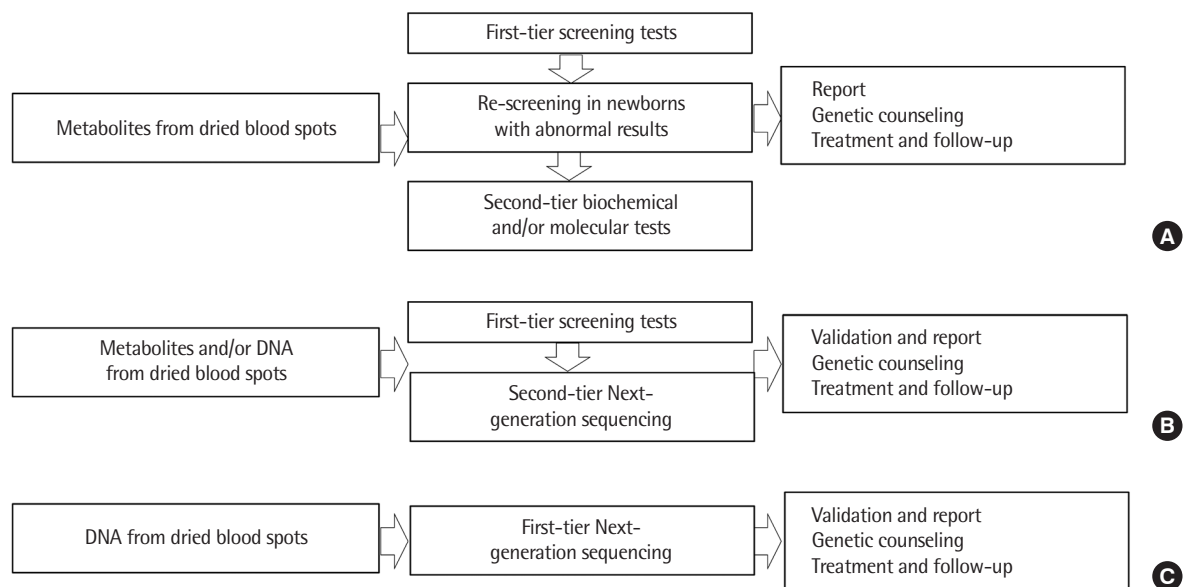 First-tier screening tests
Metabolites from dried blood spots
Re-screening in newborns
with abnormal results
Report
Genetic counseling
Treatment and follow-up
Second-tier biochemical
and/or molecular tests
A
First-tier screening tests
Metabolites and/or DNA
from dried blood spots
Second-tier Next-
generation sequencing
Validation and report
Genetic counseling
Treatment and follow-up
B
DNA from dried blood spots
First-tier Next-
generation sequencing
Validation and report
Genetic counseling
Treatment and follow-up
C